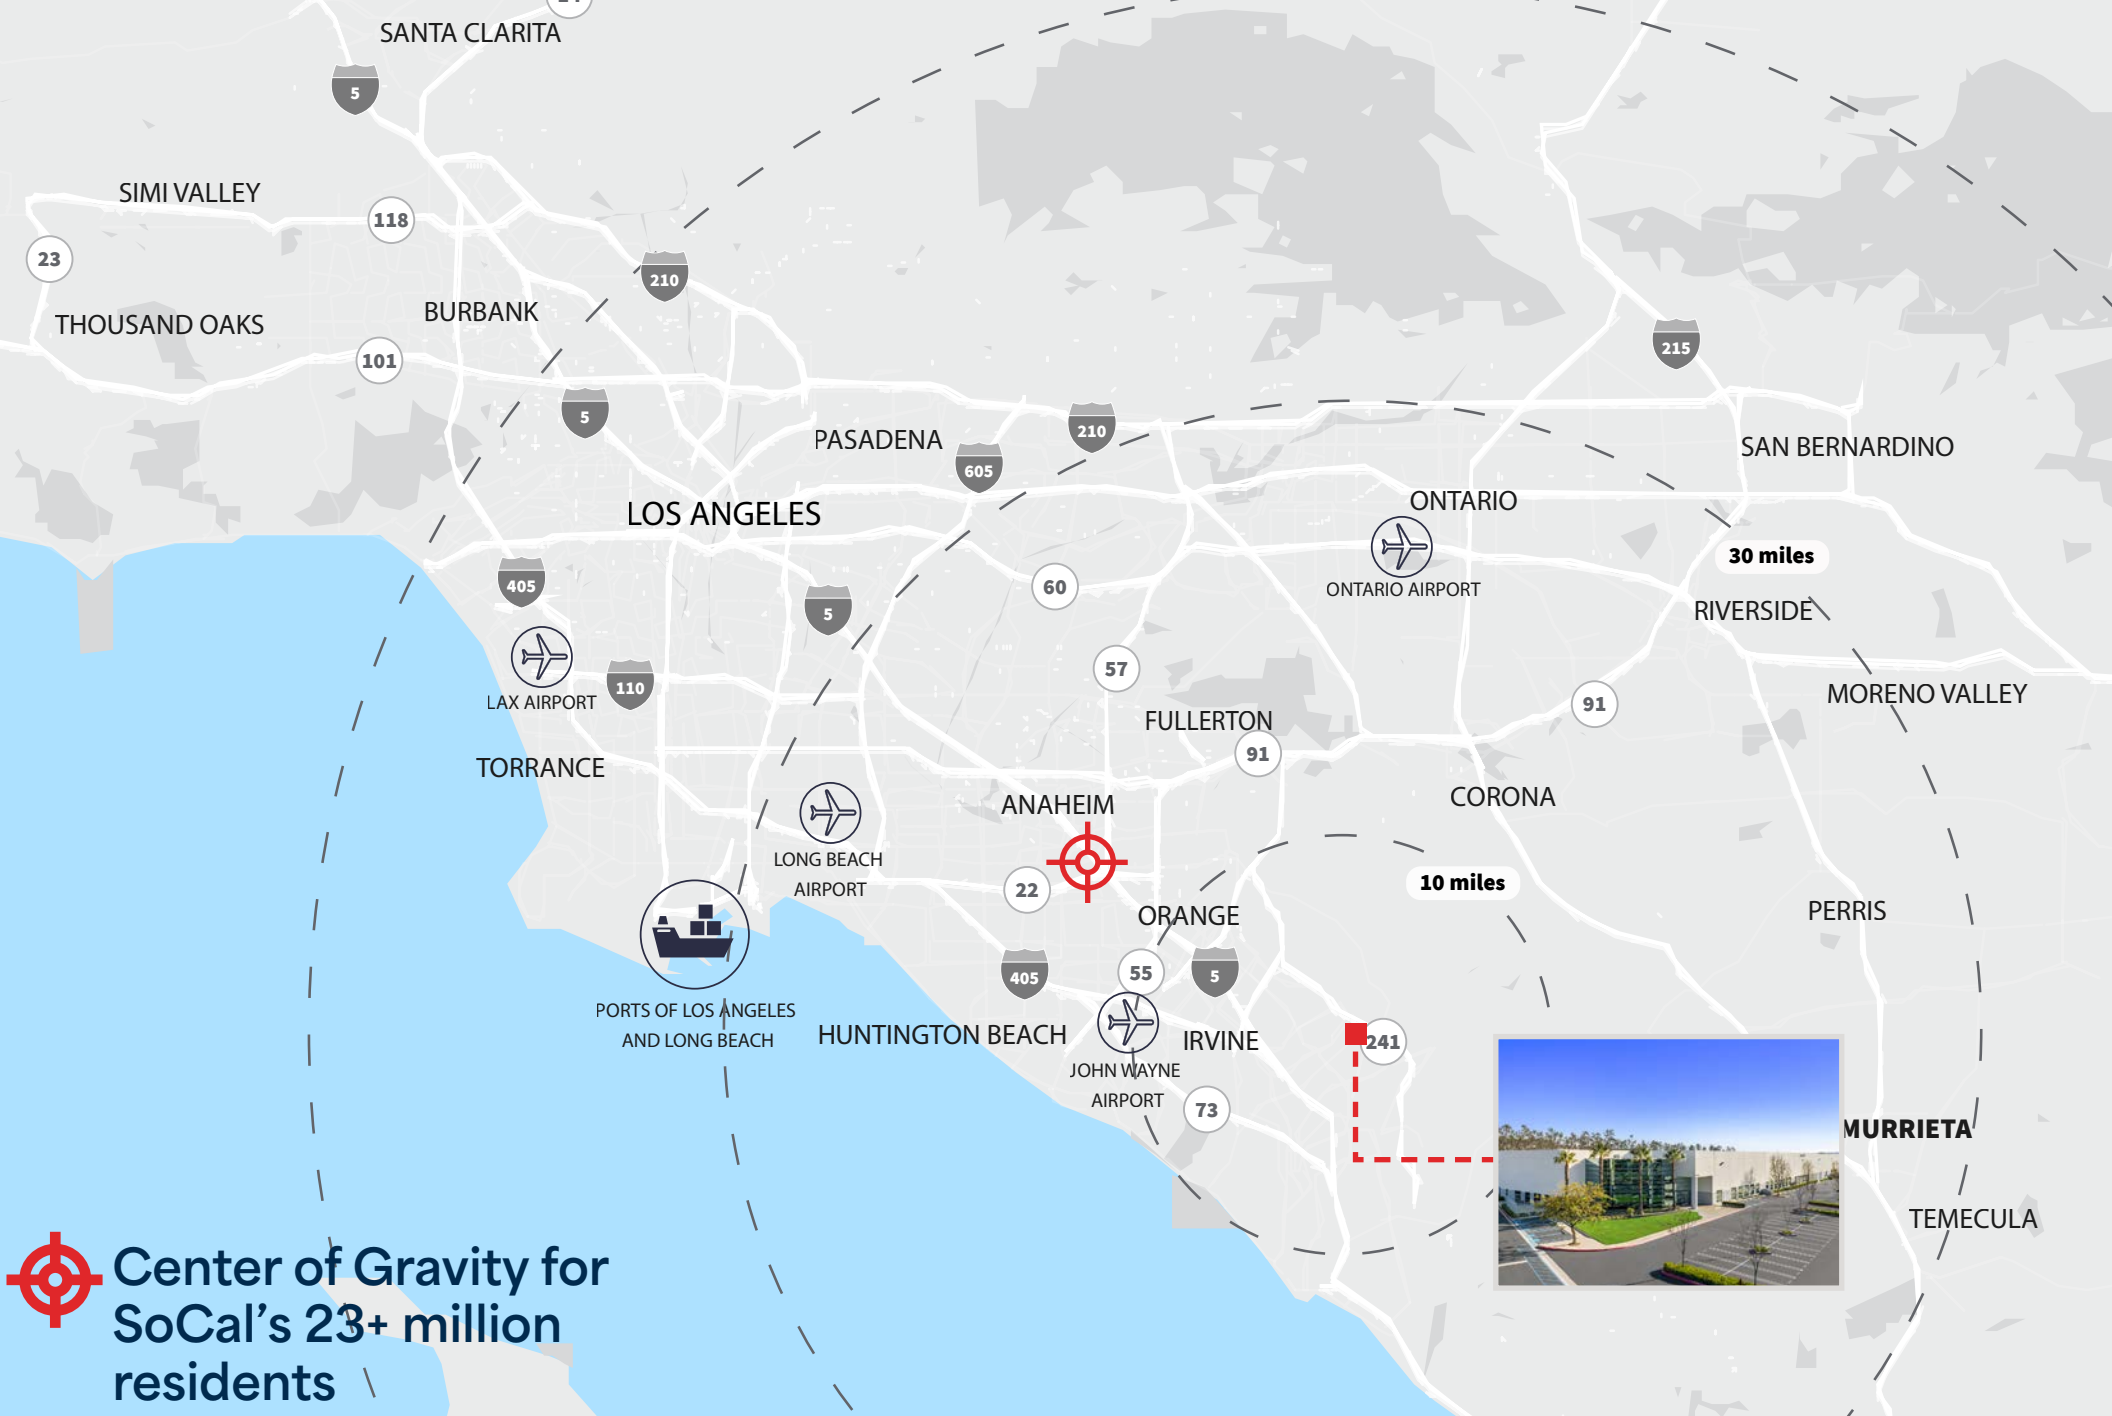 SANTA CLARITA
5
SIMI VALLEY
118
23
210
BURBANK
THOUSAND OAKS
215
101
5
210
PASADENA
SAN BERNARDINO
605
ONTARIO
LOS ANGELES
30 miles
405
60
ONTARIO AIRPORT
5
RIVERSIDE
57
110
MORENO VALLEY
LAX AIRPORT
91
FULLERTON
91
TORRANCE
CORONA
ANAHEIM
LONG BEACH
AIRPORT
10 miles
22
PERRIS
ORANGE
55
5
405
PORTS OF LOS ANGELES
AND LONG BEACH
HUNTINGTON BEACH
IRVINE
241
JOHN WAYNE
AIRPORT
73
MURRIETA
TEMECULA
Center of Gravity for
SoCal's 23+ million
residents